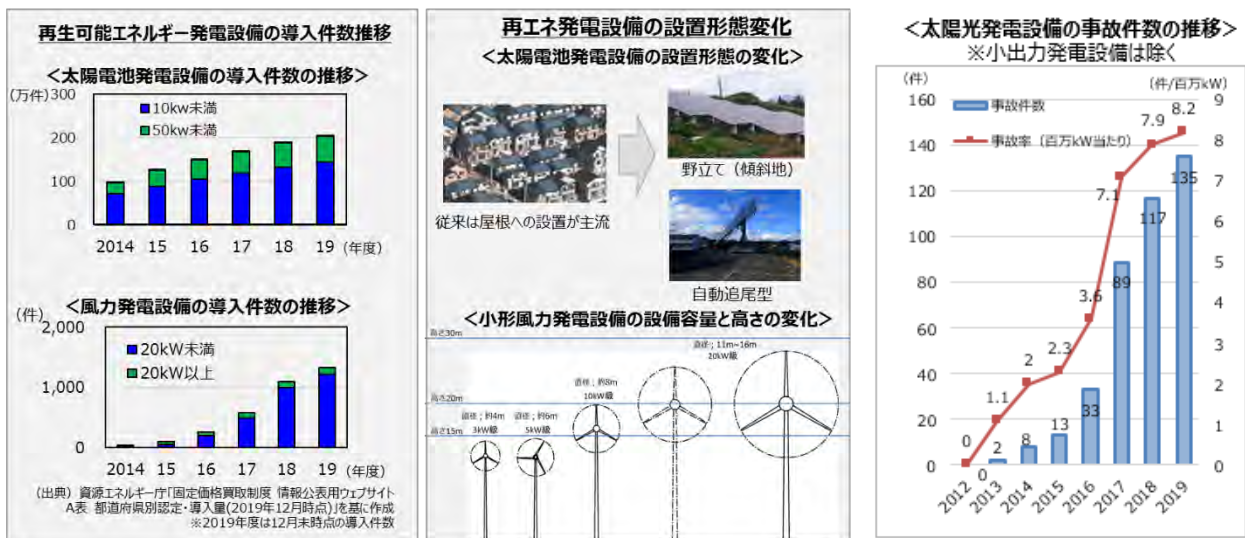 再生可能エネルギー発電設備の導入件数推移
<太陽電池発電設備の導入件数の推移>
(万件)
300
200
100
0
10kw未満
50kw未満
2014 15 16 17 18 19 (年度)
<風力発電設備の導入件数の推移>
(件)
2,000
1,000
0
20kW未満
20kW以上
2014 15 16 17 18 19 (年度)
(出典) 資源エネルギー庁「固定価格買取制度 情報公表用ウェブサイト
A表 都道府県別認定・導入量(2019年12月時点)」を基に作成
※2019年度は12月末時点の導入件数
再エネ発電設備の設置形態変化
<太陽電池発電設備の設置形態の変化>
従来は屋根への設置が主流
野立て（傾斜地）
自動追尾型
<小形風力発電設備の設備容量と高さの変化>
高さ30m
高さ20m
高さ15m
直径；約4m
3kW級
直径；約6m
5kW級
直径；約8m
10kW級
直径；11m~16m
20kW級
<太陽光発電設備の事故件数の推移>
※小出力発電設備は除く
(件)
(件/百万kW)
160
140
120
100
80
60
40
20
0
9
8
7
6
5
4
3
2
1
0
事故件数
事故率（百万kW当たり）
0 1.1 2 2.3 3.6 7.1 7.9 8.2
0 2 8 13 33 89 117 135
2012 2013 2014 2015 2016 2017 2018 2019